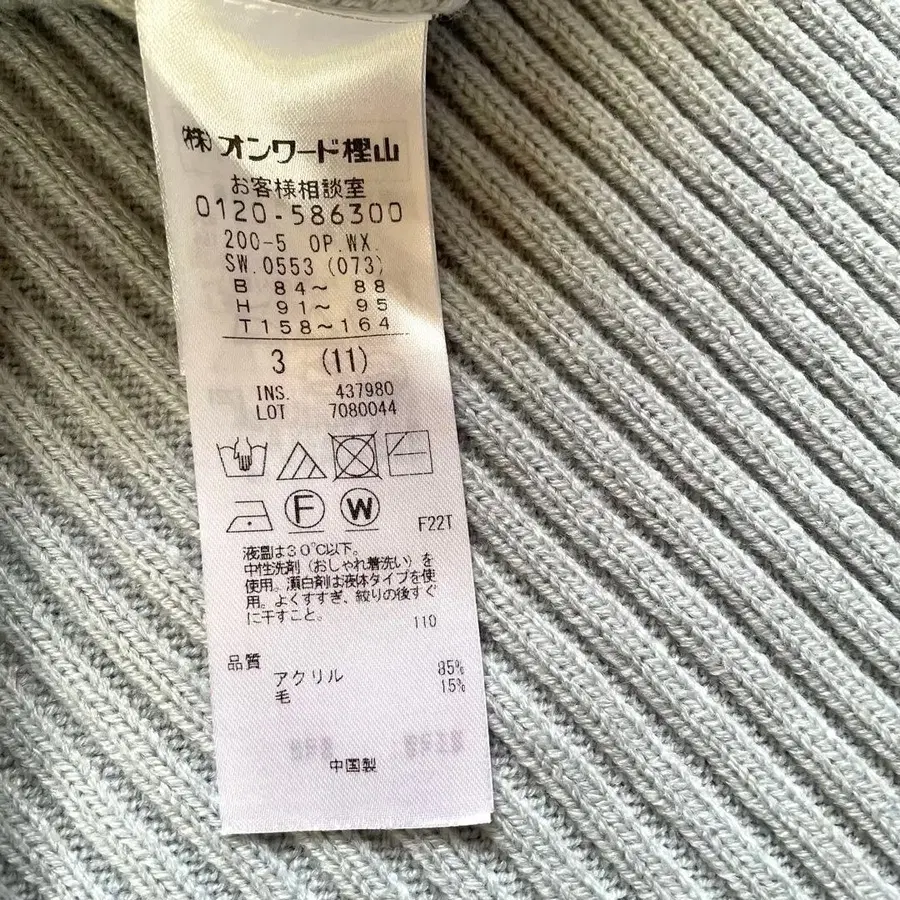 (株)オンワード樫山
お客様相談室
0120-586300
200-5 OP.WX.
SW.0553 (073)
B 84~ 88
H 91~ 95
T158~164
3 (11)
INS. 437980
LOT 7080044
F
W
F22T
液温は30℃以下。
中性洗剤(おしゃれ着洗い)を
使用。漂白剤は液体タイプを使
用。よくすすぎ、絞りの後すぐ
に干すこと。
110
品質
アクリル 85%
毛 15%
中国製